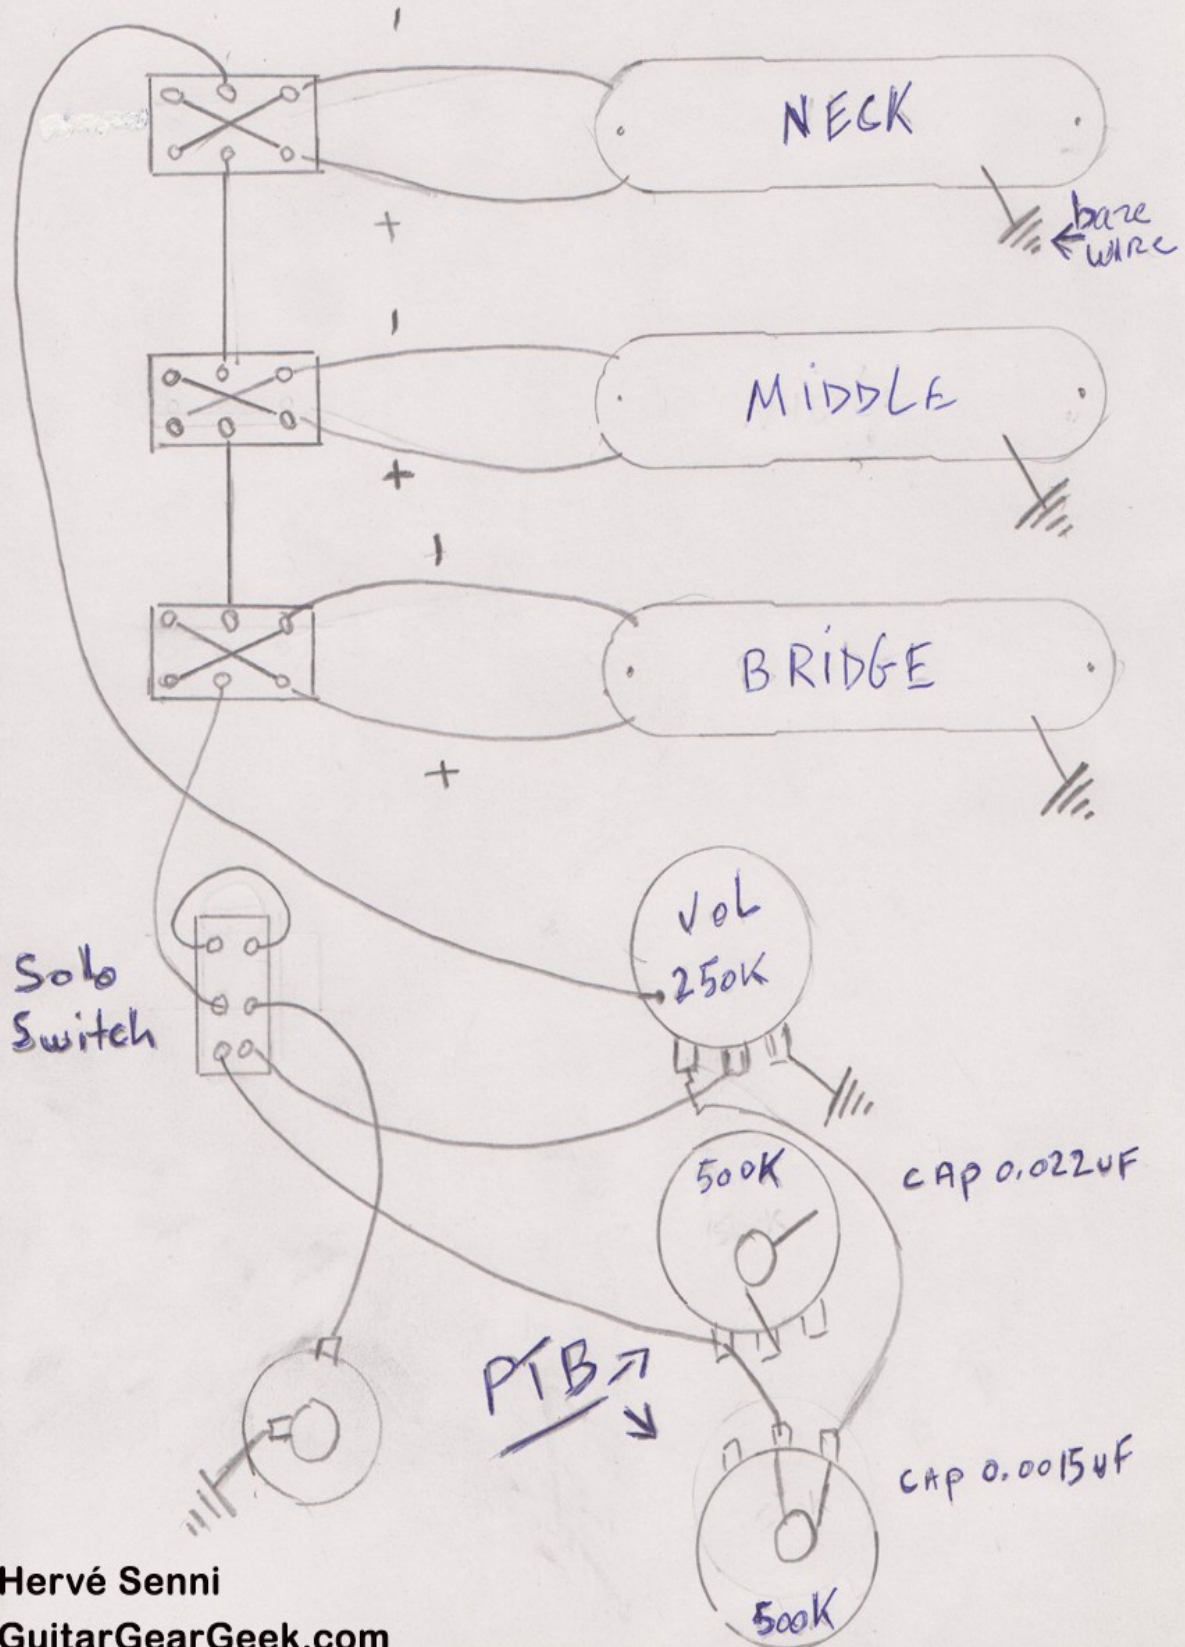 NECK
+
bare
wire
MiDDLE
+
BRiDGE
+
Solo
Switch
VoL
250K
500K
CAP 0.022uF
PTB
CAP 0.0015uF
500K
Hervé Senni
GuitarGearGeek.com